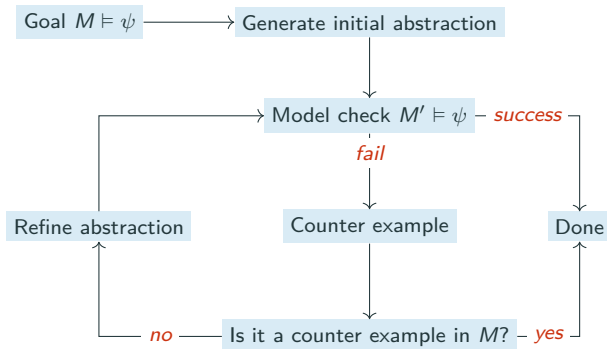 Goal M ⊨ ψ
Generate initial abstraction
Model check M′ ⊨ ψ
success
fail
Refine abstraction
Counter example
Done
no
Is it a counter example in M?
yes